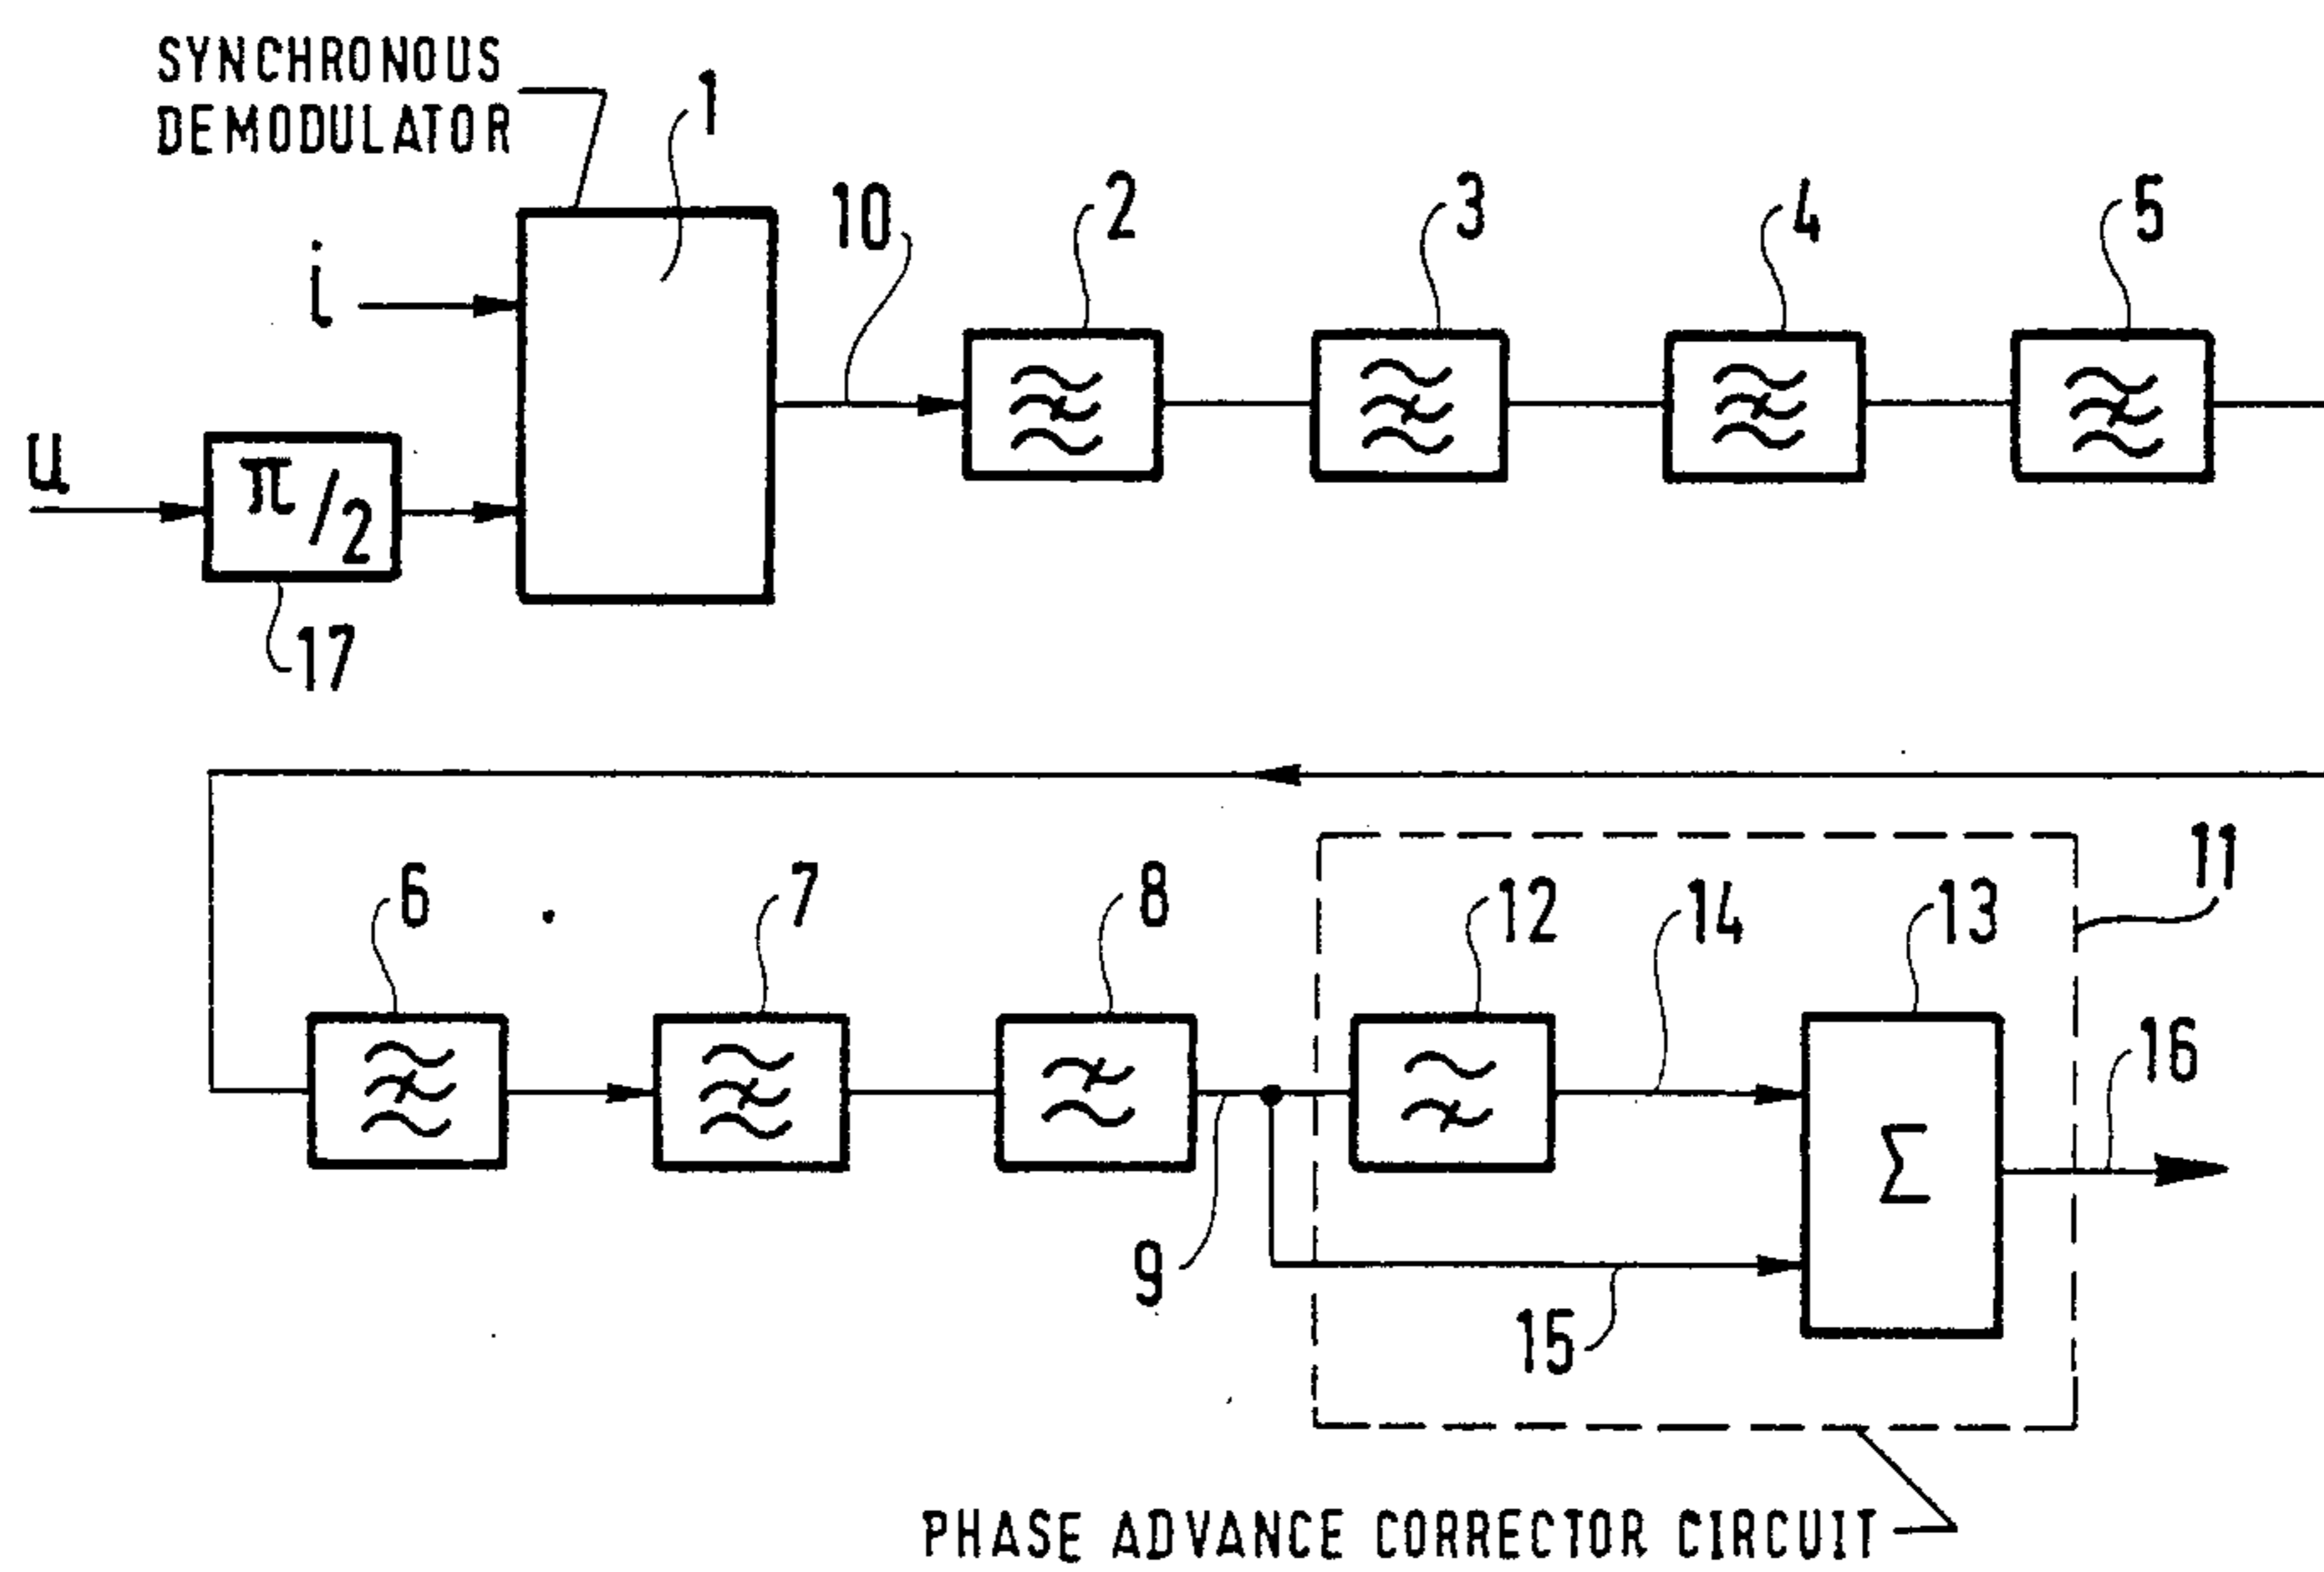 SYNCHRONOUS
DEMODULATOR
1
i
10
2
3
4
5
u
π/2
17
6
7
8
12
14
13
11
16
Σ
9
15
PHASE ADVANCE CORRECTOR CIRCUIT